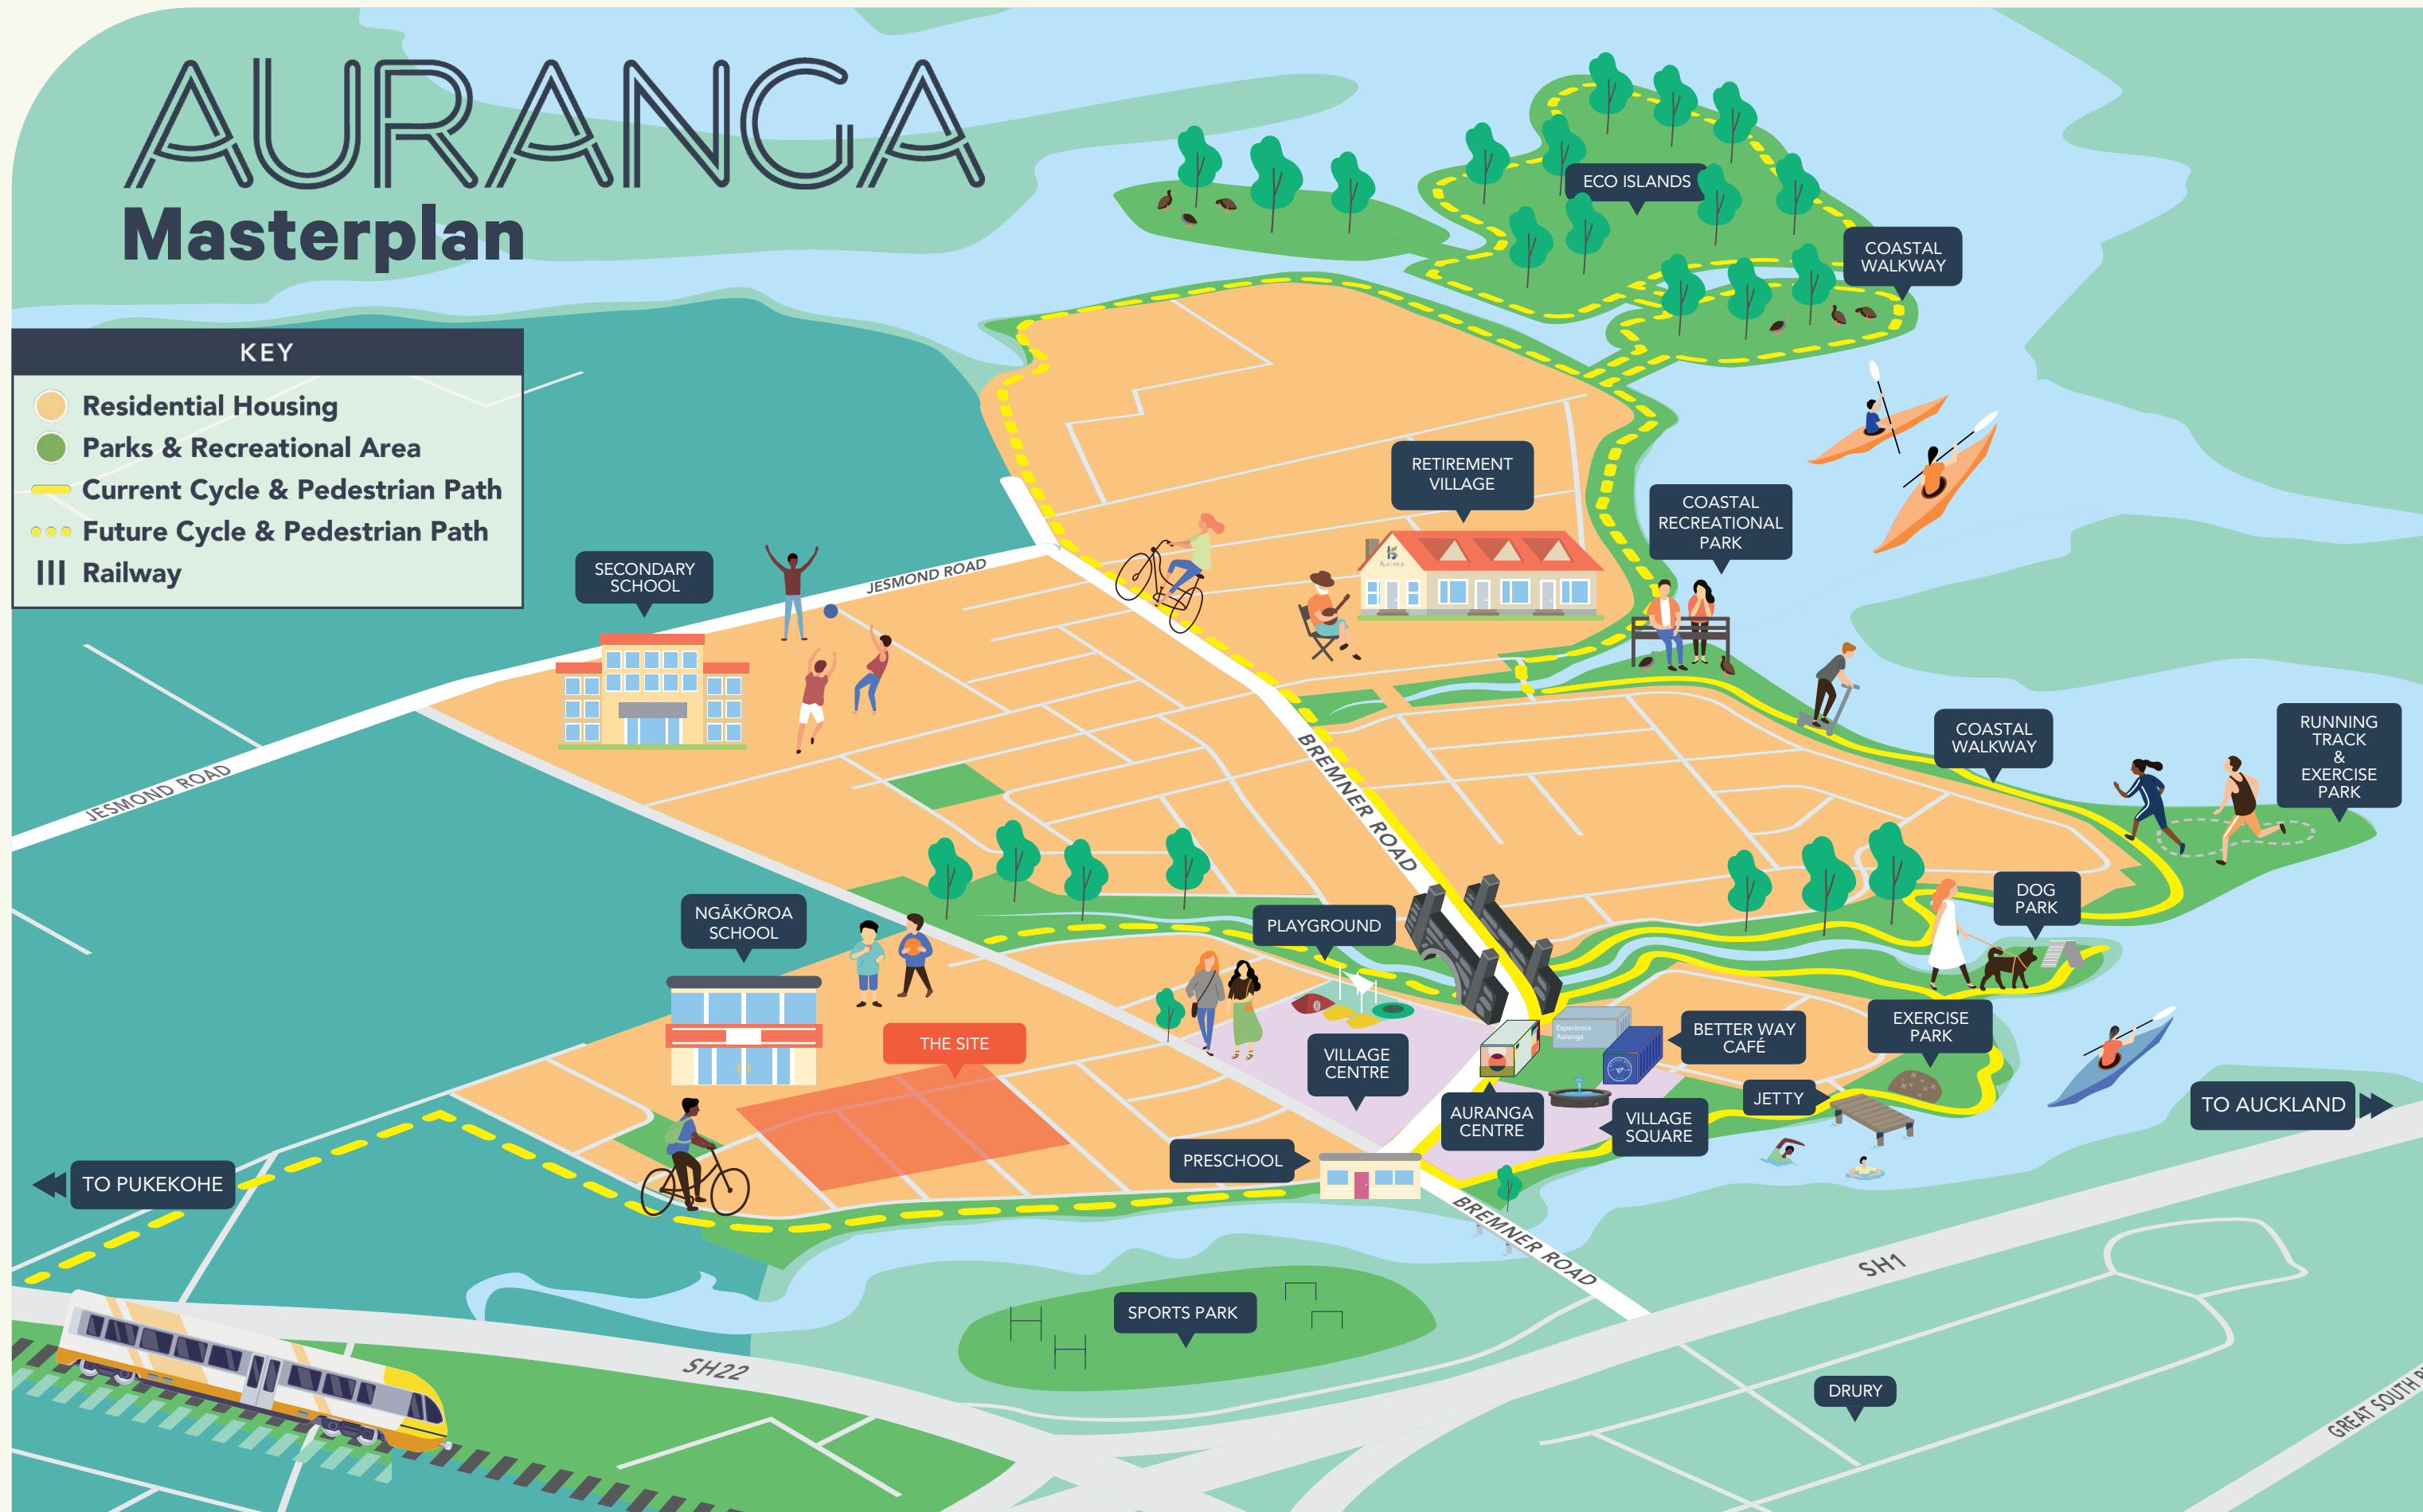 AURANGA
Masterplan
KEY
Residential Housing
Parks & Recreational Area
Current Cycle & Pedestrian Path
Future Cycle & Pedestrian Path
Railway
ECO ISLANDS
COASTAL
WALKWAY
RETIREMENT
VILLAGE
COASTAL
RECREATIONAL
PARK
SECONDARY
SCHOOL
JESMOND ROAD
JESMOND ROAD
BREMNER ROAD
COASTAL
WALKWAY
RUNNING
TRACK
&
EXERCISE
PARK
DOG
PARK
NGĀKŌROA
SCHOOL
PLAYGROUND
THE SITE
VILLAGE
CENTRE
Experience
Auranga
BETTER WAY
CAFÉ
EXERCISE
PARK
JETTY
AURANGA
CENTRE
VILLAGE
SQUARE
PRESCHOOL
TO AUCKLAND
TO PUKEKOHE
BREMNER ROAD
SH1
SPORTS PARK
SH22
DRURY
GREAT SOUTH